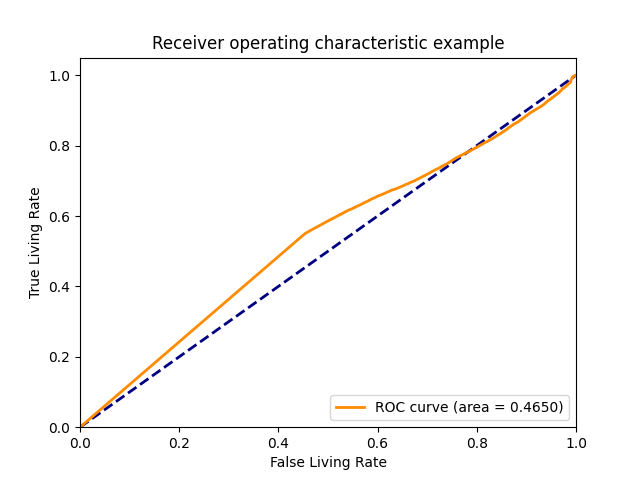 Receiver operating characteristic example
True Living Rate
1.0
0.8
0.6
0.4
0.2
0.0
0.0 0.2 0.4 0.6 0.8 1.0
False Living Rate
ROC curve (area = 0.4650)